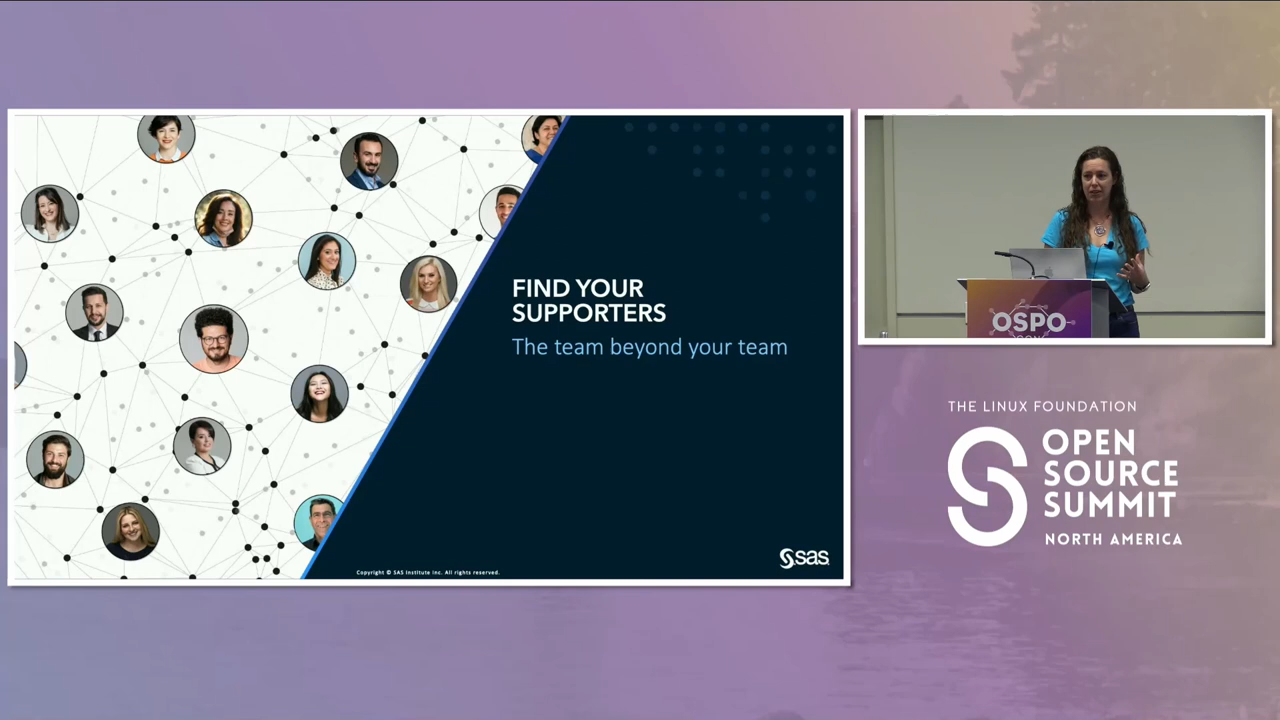 FIND YOUR
SUPPORTERS
The team beyond your team
Copyright © SAS Institute Inc. All rights reserved.
sas
OSPO
CON
THE LINUX FOUNDATION
OPEN
SOURCE
SUMMIT
NORTH AMERICA